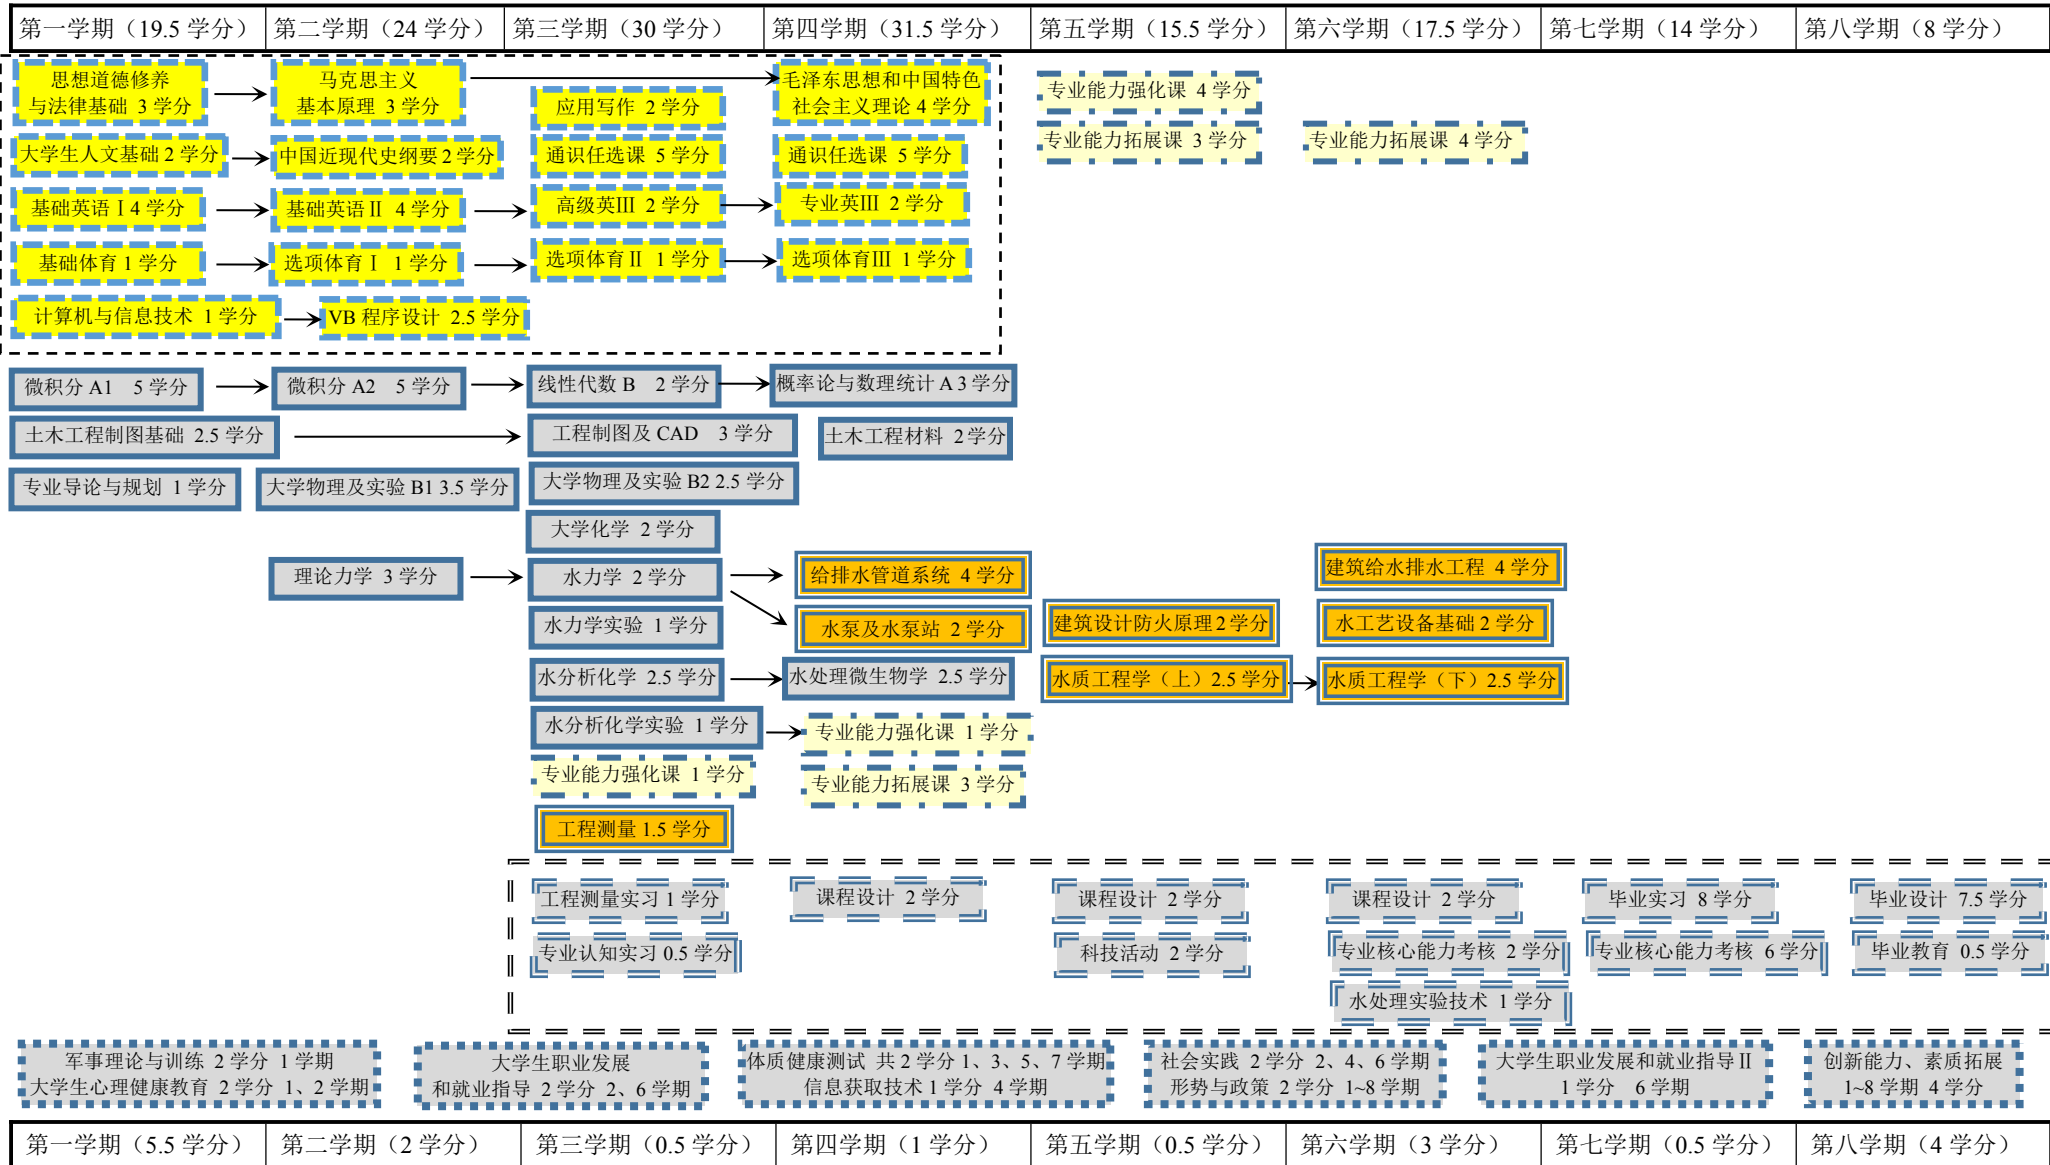 第一学期（19.5 学分）
第二学期（24 学分）
第三学期（30 学分）
第四学期（31.5 学分）
第五学期（15.5 学分）
第六学期（17.5 学分）
第七学期（14 学分）
第八学期（8 学分）
思想道德修养
与法律基础 3 学分
马克思主义
基本原理 3 学分
应用写作 2 学分
毛泽东思想和中国特色
社会主义理论 4 学分
专业能力强化课 4 学分
大学生人文基础 2 学分
中国近现代史纲要 2 学分
通识任选课 5 学分
通识任选课 5 学分
专业能力拓展课 3 学分
专业能力拓展课 4 学分
基础英语Ⅰ4 学分
基础英语Ⅱ 4 学分
高级英Ⅲ 2 学分
专业英Ⅲ 2 学分
基础体育 1 学分
选项体育Ⅰ 1 学分
选项体育Ⅱ 1 学分
选项体育Ⅲ 1 学分
计算机与信息技术 1 学分
VB 程序设计 2.5 学分
微积分 A1 5 学分
微积分 A2 5 学分
线性代数 B 2 学分
概率论与数理统计 A 3 学分
土木工程制图基础 2.5 学分
工程制图及 CAD 3 学分
土木工程材料 2 学分
专业导论与规划 1 学分
大学物理及实验 B1 3.5 学分
大学物理及实验 B2 2.5 学分
大学化学 2 学分
理论力学 3 学分
水力学 2 学分
给排水管道系统 4 学分
建筑给水排水工程 4 学分
水力学实验 1 学分
水泵及水泵站 2 学分
建筑设计防火原理 2 学分
水工艺设备基础 2 学分
水分析化学 2.5 学分
水处理微生物学 2.5 学分
水质工程学（上）2.5 学分
水质工程学（下）2.5 学分
水分析化学实验 1 学分
专业能力强化课 1 学分
专业能力强化课 1 学分
专业能力拓展课 3 学分
工程测量 1.5 学分
工程测量实习 1 学分
课程设计 2 学分
课程设计 2 学分
课程设计 2 学分
毕业实习 8 学分
毕业设计 7.5 学分
专业认知实习 0.5 学分
科技活动 2 学分
专业核心能力考核 2 学分
专业核心能力考核 6 学分
毕业教育 0.5 学分
水处理实验技术 1 学分
军事理论与训练 2 学分 1 学期
大学生心理健康教育 2 学分 1、2 学期
大学生职业发展
和就业指导 2 学分 2、6 学期
体质健康测试 共 2 学分 1、3、5、7 学期
信息获取技术 1 学分 4 学期
社会实践 2 学分 2、4、6 学期
形势与政策 2 学分 1~8 学期
大学生职业发展和就业指导Ⅱ
1 学分 6 学期
创新能力、素质拓展
1~8 学期 4 学分
第一学期（5.5 学分）
第二学期（2 学分）
第三学期（0.5 学分）
第四学期（1 学分）
第五学期（0.5 学分）
第六学期（3 学分）
第七学期（0.5 学分）
第八学期（4 学分）